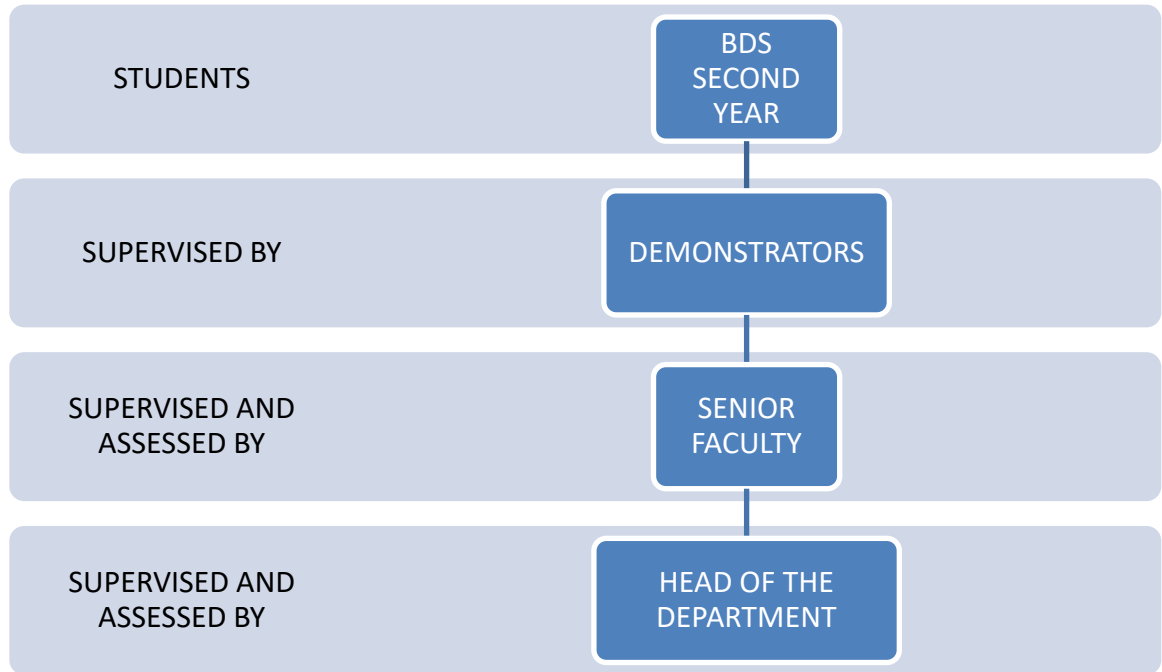 STUDENTS
BDS
SECOND
YEAR
SUPERVISED BY
DEMONSTRATORS
SUPERVISED AND
ASSESSED BY
SENIOR
FACULTY
SUPERVISED AND
ASSESSED BY
HEAD OF THE
DEPARTMENT